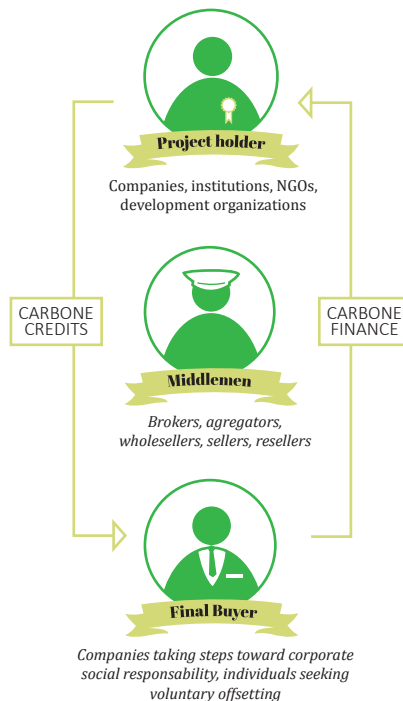 Project holder
Companies, institutions, NGOs,
development organizations
CARBONE
CREDITS
CARBONE
FINANCE
Middlemen
Brokers, agregators,
wholesellers, sellers, resellers
Final Buyer
Companies taking steps toward corporate
social responsability, individuals seeking
voluntary offsetting